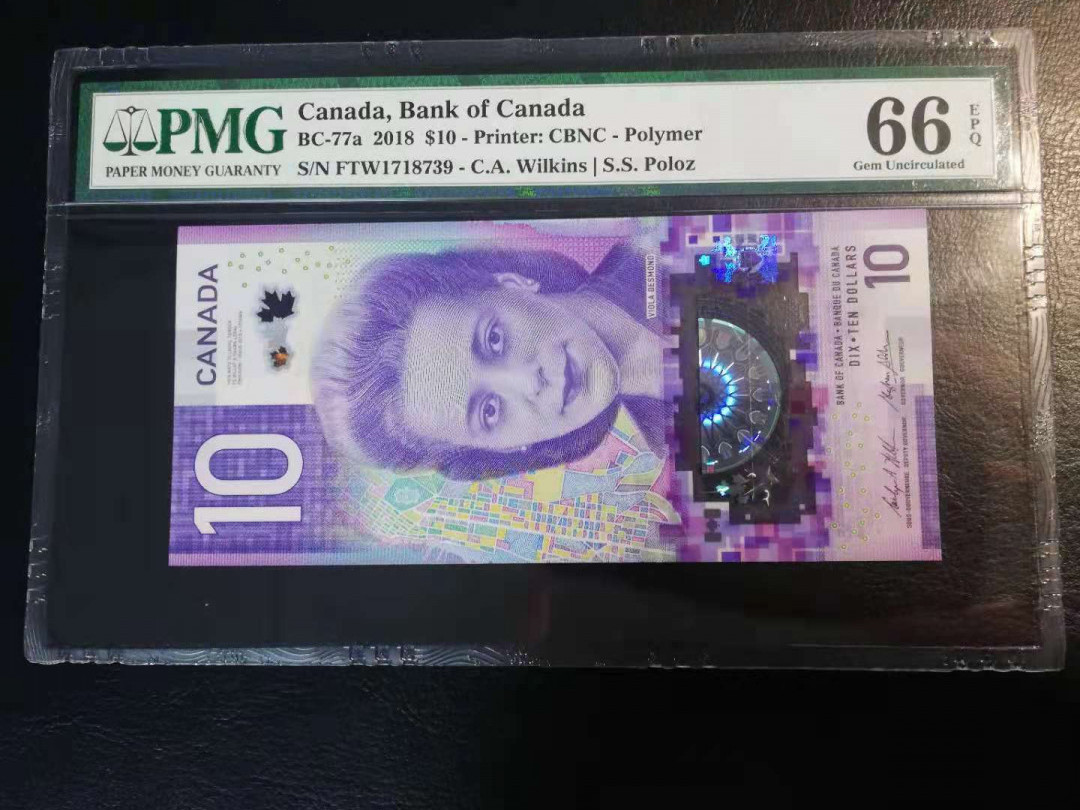 PMG
PAPER MONEY GUARANTY
Canada, Bank of Canada
BC-77a 2018 $10 - Printer: CBNC - Polymer
S/N FTW1718739 - C.A. Wilkins | S.S. Poloz
66
EPQ
Gem Uncirculated
PMG
CANADA
10
VIOLA DESMOND
BANK OF CANADA • BANQUE DU CANADA
DIX • TEN DOLLARS
10